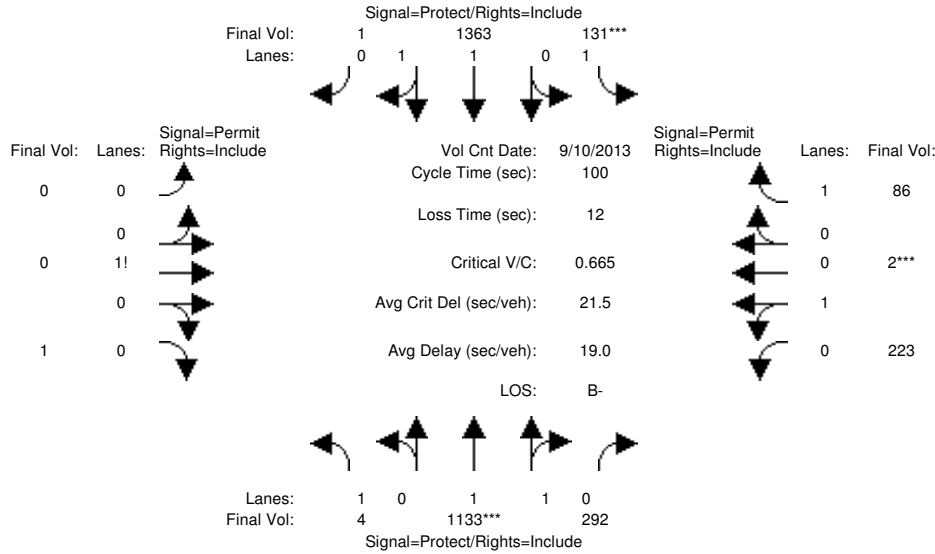 Signal=Protect/Rights=Include
Final Vol: 1 1363 131***
Lanes: 0 1 1 0 1
Signal=Permit
Final Vol: Lanes: Rights=Include
Vol Cnt Date: 9/10/2013
Signal=Permit
Rights=Include Lanes: Final Vol:
Cycle Time (sec): 100
0 0
1 86
Loss Time (sec): 12
0
0
0 1!
Critical V/C: 0.665
0 2***
0
Avg Crit Del (sec/veh): 21.5
1
1 0
Avg Delay (sec/veh): 19.0
0 223
LOS: B-
Lanes: 1 0 1 1 0
Final Vol: 4 1133*** 292
Signal=Protect/Rights=Include